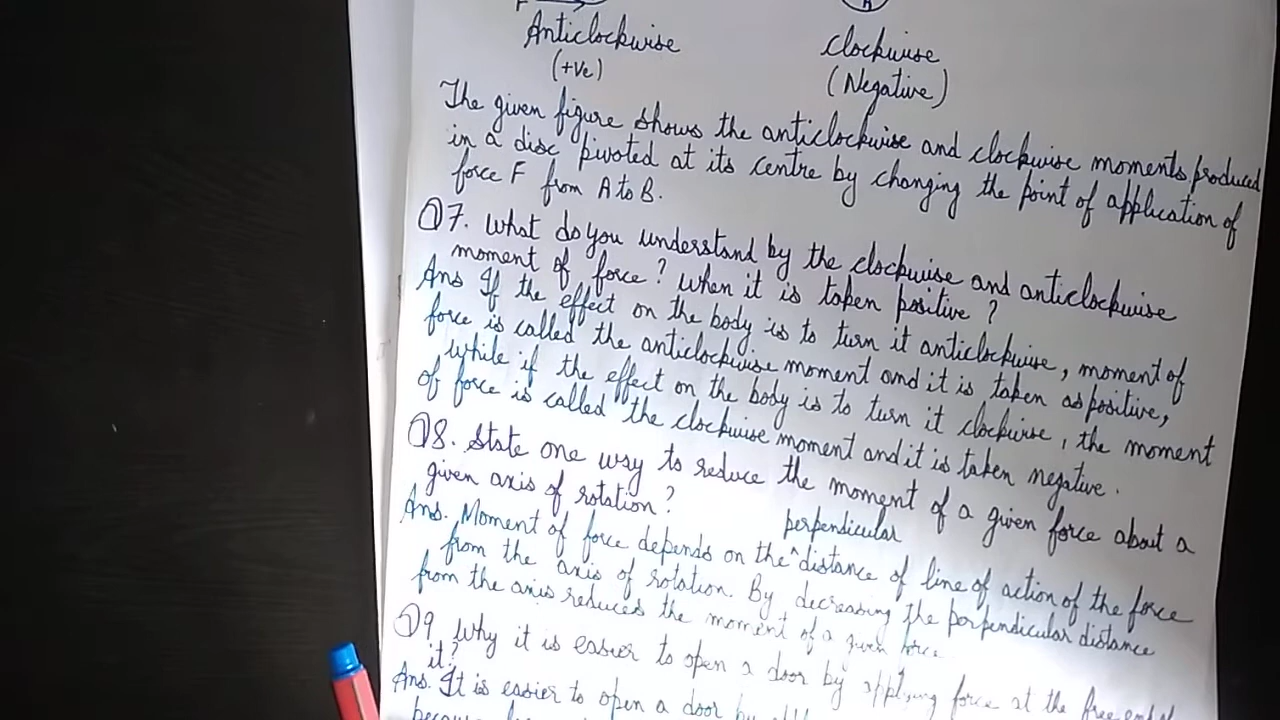 Anticlockwise
clockwise
(+Ve)
(Negative)
The given figure shows the anticlockwise and clockwise moments produced
in a disc pivoted at its centre by changing the point of application of
force F from A to B.
Q7. What do you understand by the clockwise and anticlockwise
moment of force? When it is taken positive?
Ans If the effect on the body is to turn it anticlockwise, moment of
force is called the anticlockwise moment and it is taken as positive,
while if the effect on the body is to turn it clockwise, the moment
of force is called the clockwise moment and it is taken negative.
Q8. State one way to reduce the moment of a given force about a
given axis of rotation?
perpendicular
Ans. Moment of force depends on the ^ distance of line of action of the force
from the axis of rotation. By decreasing the perpendicular distance
from the axis reduces the moment of a given force.
Q9 Why it is easier to open a door by applying force at the free end of
it?
Ans. It is easier to open a door by
because